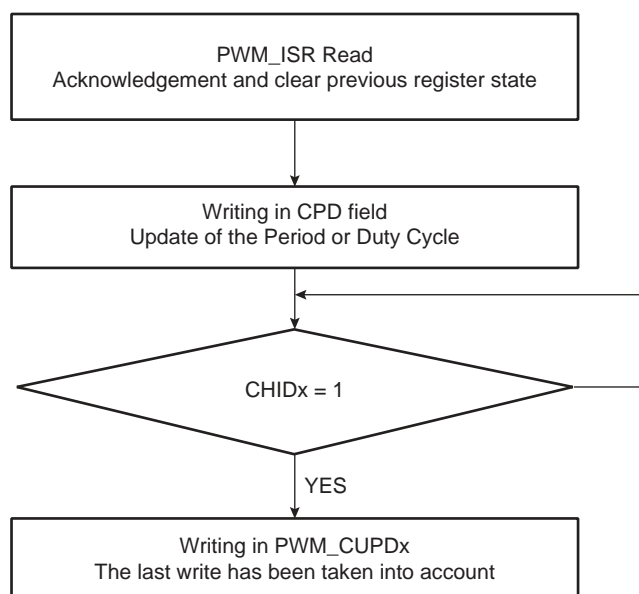 PWM_ISR Read
Acknowledgement and clear previous register state
Writing in CPD field
Update of the Period or Duty Cycle
CHIDx = 1
YES
Writing in PWM_CUPDx
The last write has been taken into account